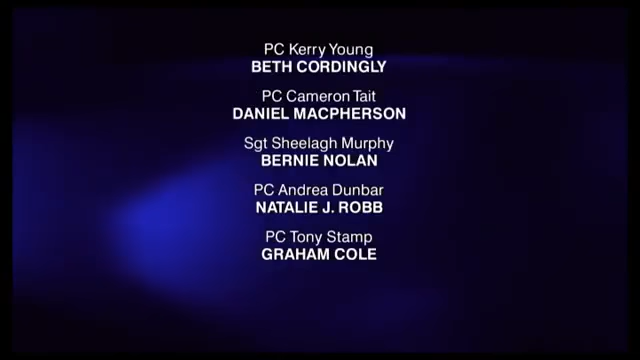 PC Kerry Young
BETH CORDINGLY
PC Cameron Tait
DANIEL MACPHERSON
Sgt Sheelagh Murphy
BERNIE NOLAN
PC Andrea Dunbar
NATALIE J. ROBB
PC Tony Stamp
GRAHAM COLE